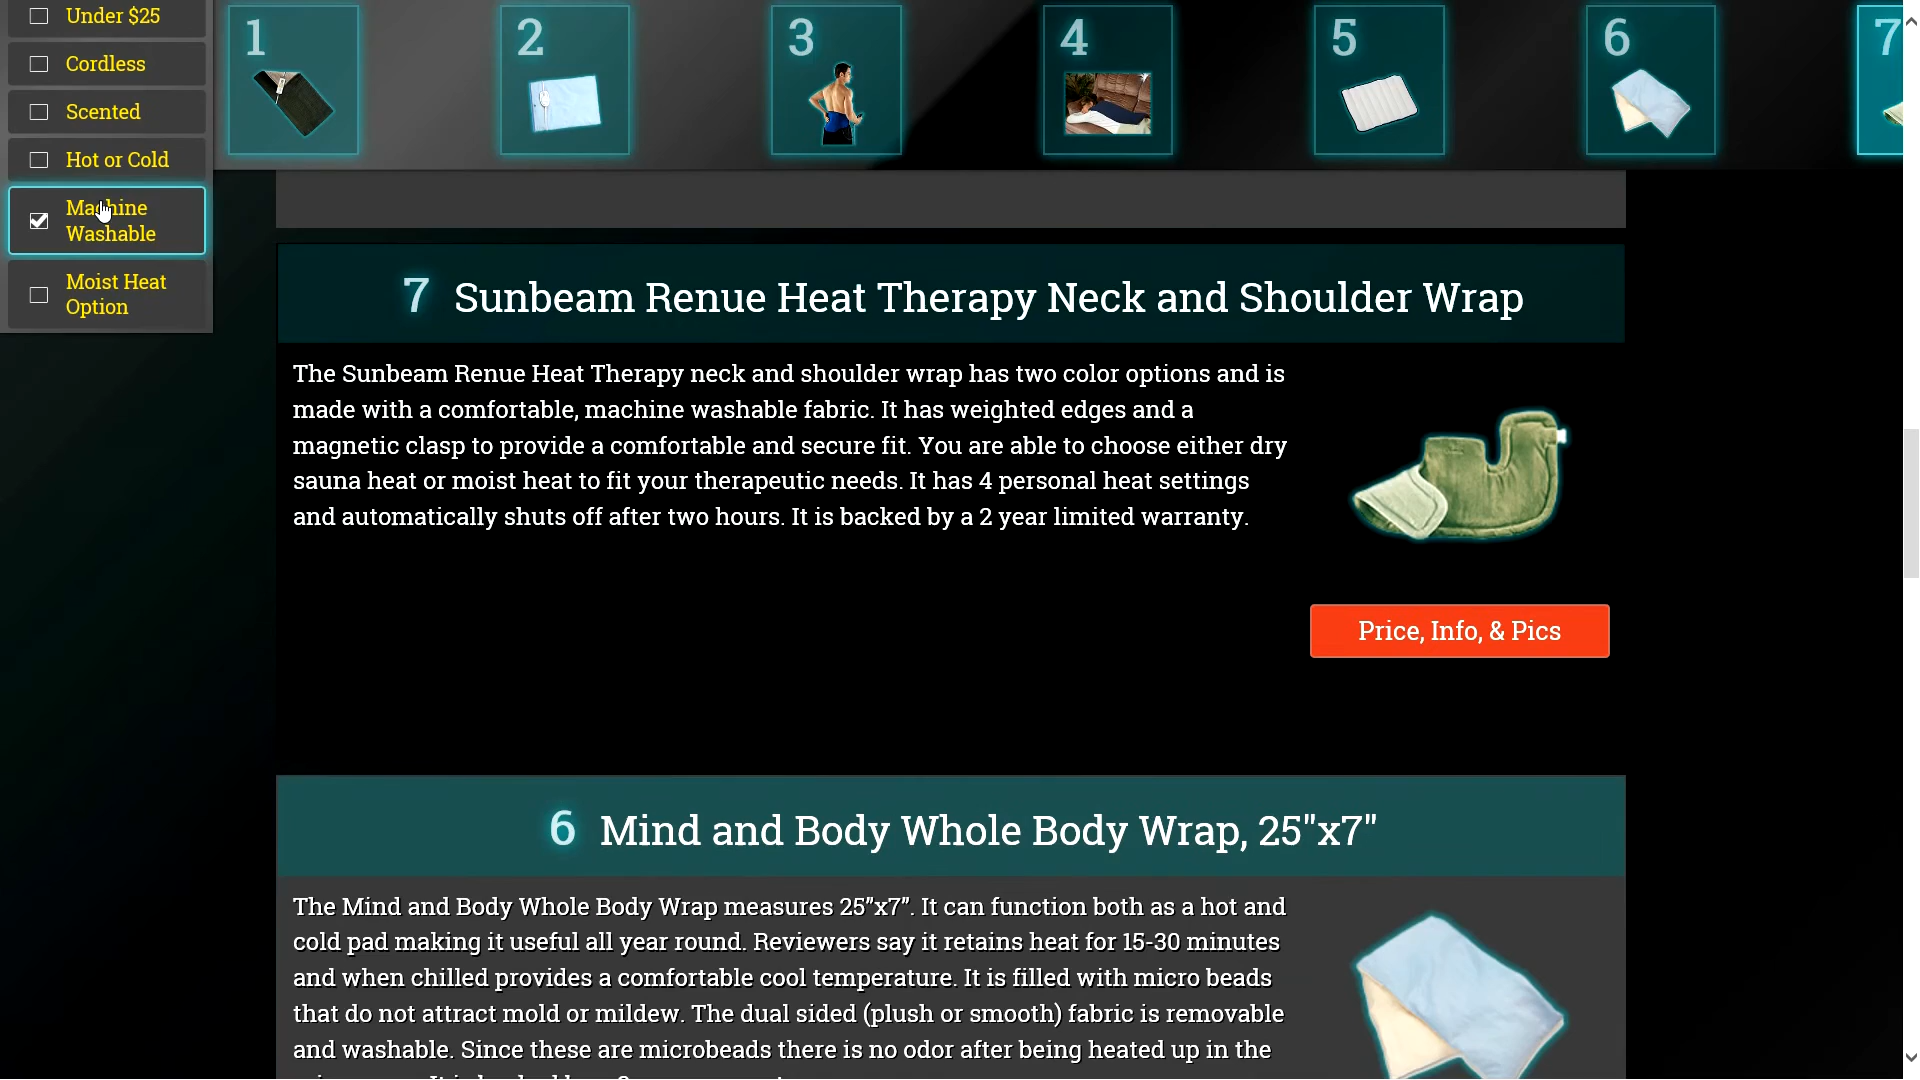 Under $25
Cordless
Scented
Hot or Cold
Machine
Washable
Moist Heat
Option
1
2
3
4
5
6
7
7 Sunbeam Renue Heat Therapy Neck and Shoulder Wrap
The Sunbeam Renue Heat Therapy neck and shoulder wrap has two color options and is
made with a comfortable, machine washable fabric. It has weighted edges and a
magnetic clasp to provide a comfortable and secure fit. You are able to choose either dry
sauna heat or moist heat to fit your therapeutic needs. It has 4 personal heat settings
and automatically shuts off after two hours. It is backed by a 2 year limited warranty.
Price, Info, & Pics
6 Mind and Body Whole Body Wrap, 25"x7"
The Mind and Body Whole Body Wrap measures 25”x7”. It can function both as a hot and
cold pad making it useful all year round. Reviewers say it retains heat for 15-30 minutes
and when chilled provides a comfortable cool temperature. It is filled with micro beads
that do not attract mold or mildew. The dual sided (plush or smooth) fabric is removable
and washable. Since these are microbeads there is no odor after being heated up in the